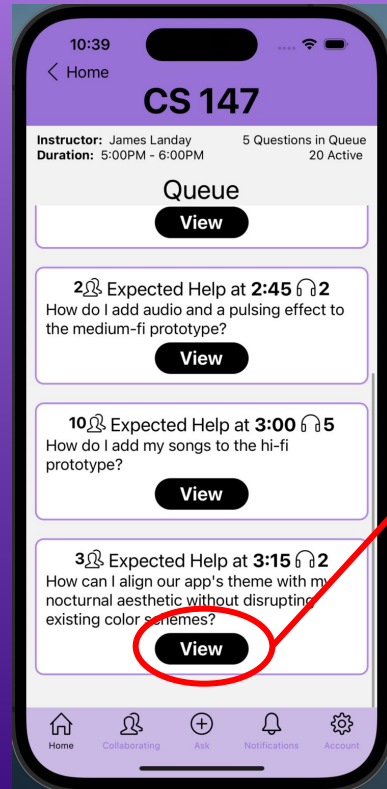 10:39
Home
CS 147
Instructor: James Landay 5 Questions in Queue
Duration: 5:00PM - 6:00PM 20 Active
Queue
View
2 Expected Help at 2:45 2
How do I add audio and a pulsing effect to
the medium-fi prototype?
View
10 Expected Help at 3:00 5
How do I add my songs to the hi-fi
prototype?
View
3 Expected Help at 3:15 2
How can I align our app's theme with my
nocturnal aesthetic without disrupting
existing color schemes?
View
Home Collaborating Ask Notifications Account